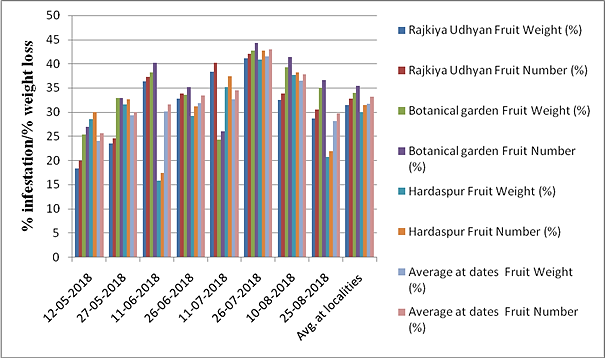 % infestation/% weight loss
50
45
40
35
30
25
20
15
10
5
0
12-05-2018
27-05-2018
11-06-2018
26-06-2018
11-07-2018
26-07-2018
10-08-2018
25-08-2018
Avg. at localities
Rajkiya Udhyan Fruit Weight (%)
Rajkiya Udhyan Fruit Number (%)
Botanical garden Fruit Weight (%)
Botanical garden Fruit Number
(%)
Hardaspur Fruit Weight (%)
Hardaspur Fruit Number (%)
Average at dates Fruit Weight
(%)
Average at dates Fruit Number
(%)